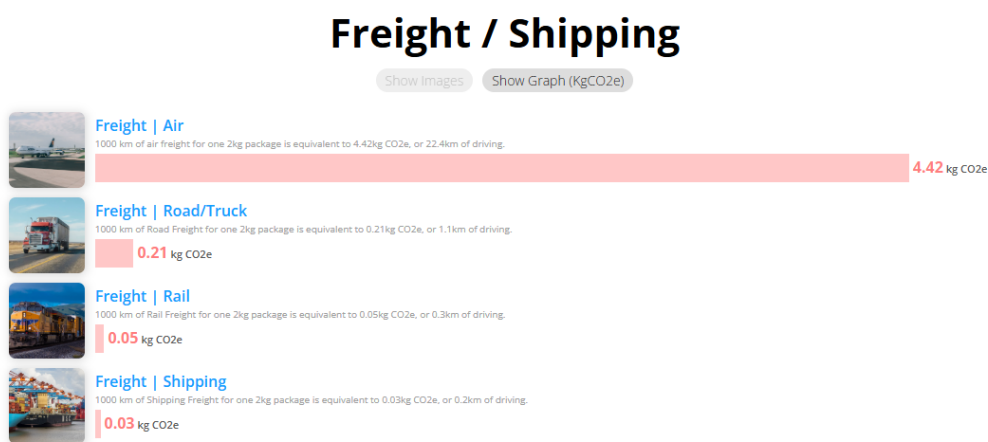 Freight / Shipping
Show Images Show Graph (KgCO2e)
Freight | Air
1000 km of air freight for one 2kg package is equivalent to 4.42kg CO2e, or 22.4km of driving.
4.42 kg CO2e
Freight | Road/Truck
1000 km of Road Freight for one 2kg package is equivalent to 0.21kg CO2e, or 1.1km of driving.
0.21 kg CO2e
Freight | Rail
1000 km of Rail Freight for one 2kg package is equivalent to 0.05kg CO2e, or 0.3km of driving.
0.05 kg CO2e
Freight | Shipping
1000 km of Shipping Freight for one 2kg package is equivalent to 0.03kg CO2e, or 0.2km of driving.
0.03 kg CO2e